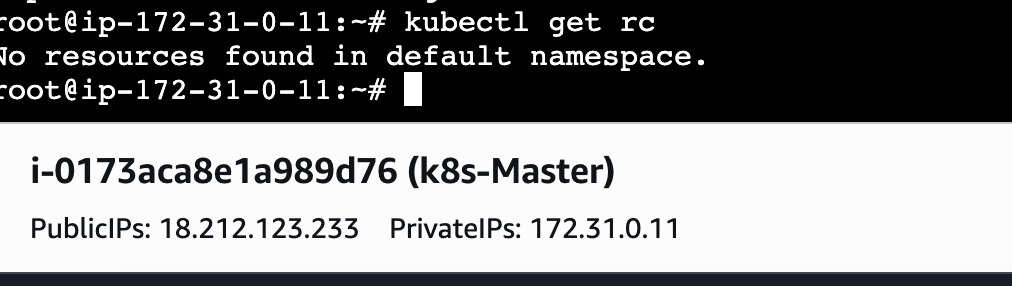 root@ip-172-31-0-11:~# kubectl get rc
No resources found in default namespace.
root@ip-172-31-0-11:~#
i-0173aca8e1a989d76 (k8s-Master)
PublicIPs: 18.212.123.233 PrivateIPs: 172.31.0.11